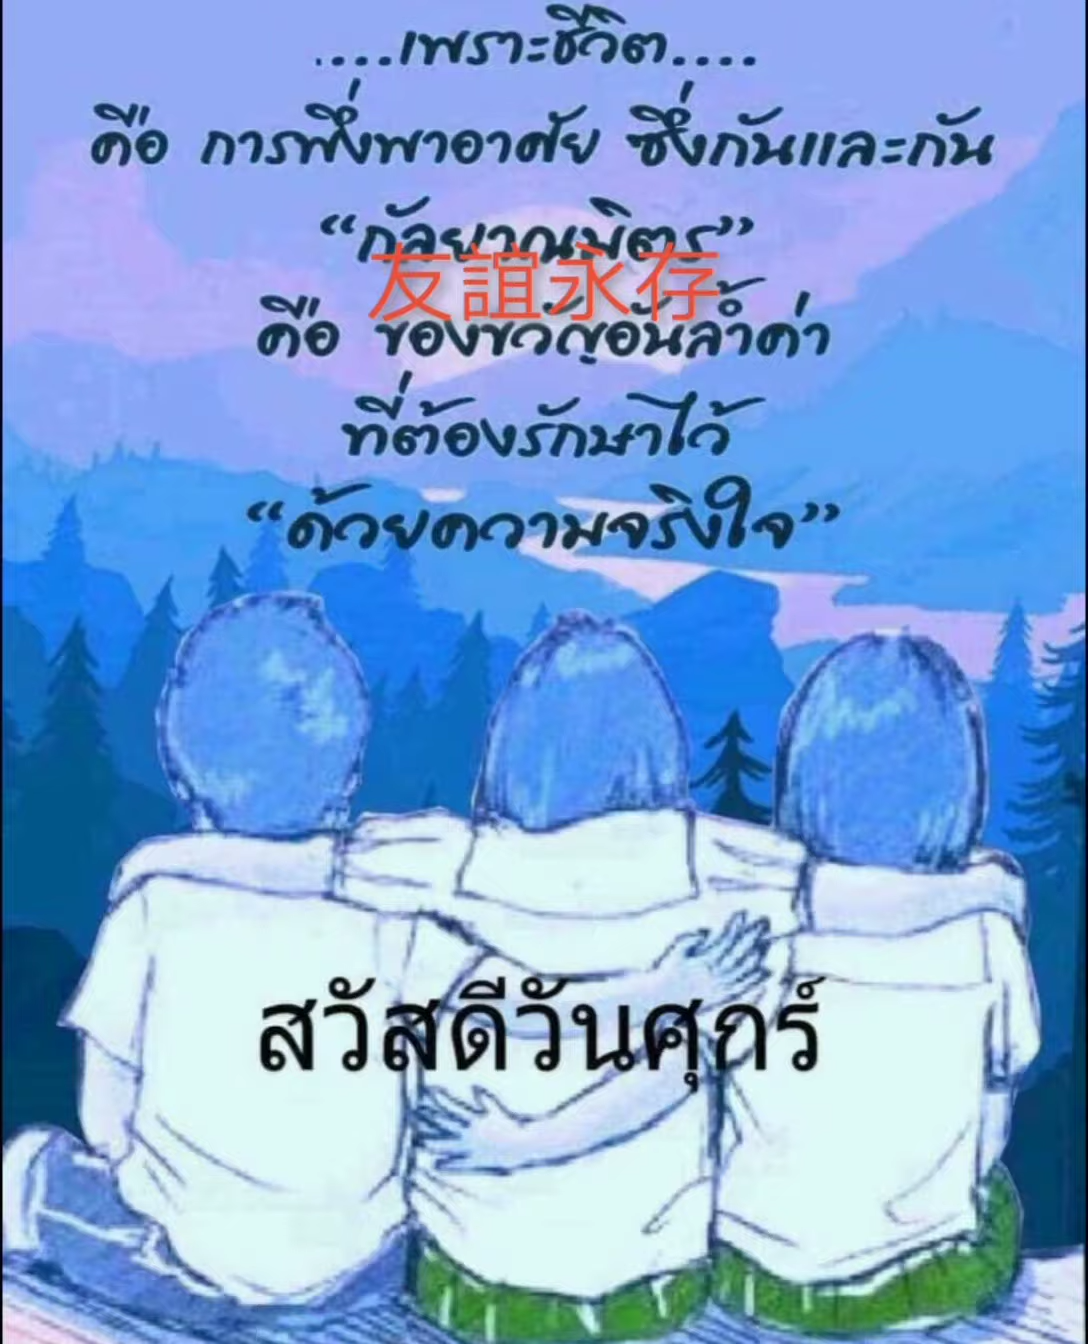 ....เพราะชีวิต....
คือ การพึ่งพาอาศัย ซึ่งกันและกัน
“กัลยาณมิตร”
友誼永存
คือ ของขวัญอันล้ำค่า
ที่ต้องรักษาไว้
“ด้วยความจริงใจ”
สวัสดีวันศุกร์